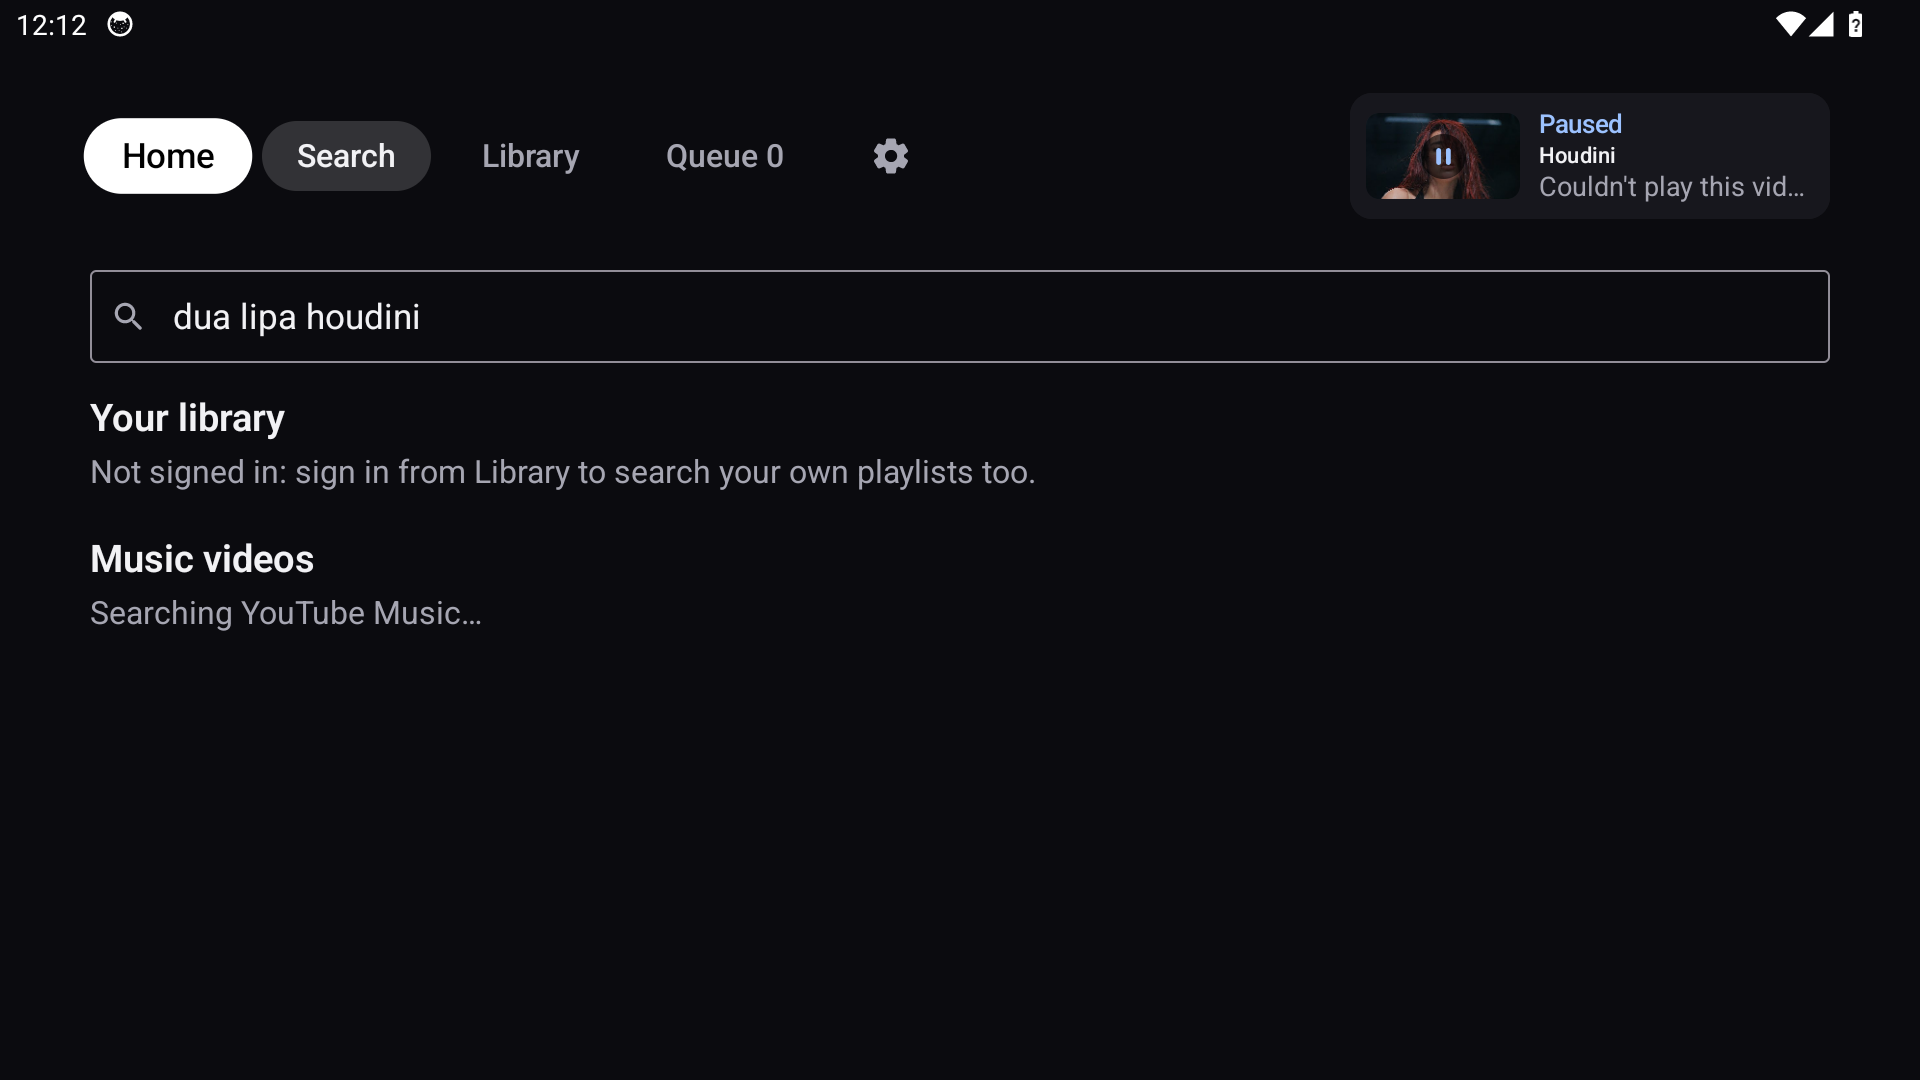 12:12
Home
Search
Library
Queue 0
Paused
Houdini
Couldn't play this vid...
dua lipa houdini
Your library
Not signed in: sign in from Library to search your own playlists too.
Music videos
Searching YouTube Music...